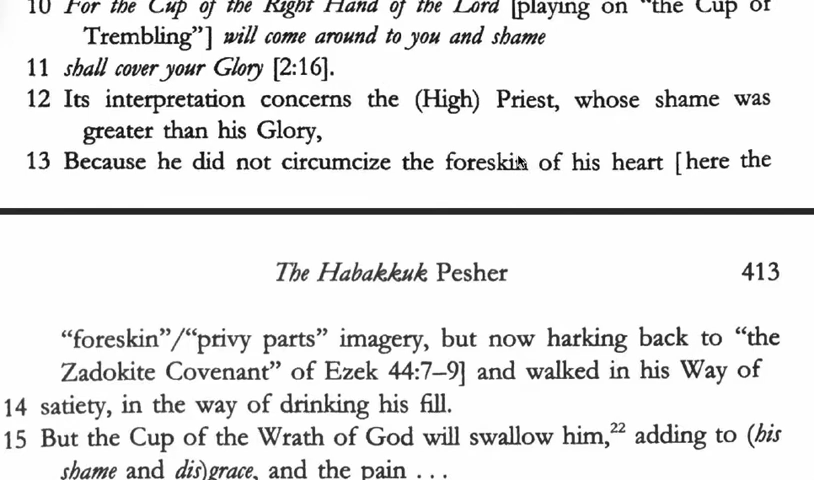 10 For the Cup of the Right Hand of the Lord [playing on "the Cup of
Trembling"] will come around to you and shame
11 shall cover your Glory [2:16].
12 Its interpretation concerns the (High) Priest, whose shame was
greater than his Glory,
13 Because he did not circumcize the foreskin of his heart [here the
The Habakkuk Pesher 413
"foreskin"/"privy parts" imagery, but now harking back to "the
Zadokite Covenant" of Ezek 44:7–9] and walked in his Way of
14 satiety, in the way of drinking his fill.
15 But the Cup of the Wrath of God will swallow him,22 adding to (his
shame and dis)grace, and the pain . . .